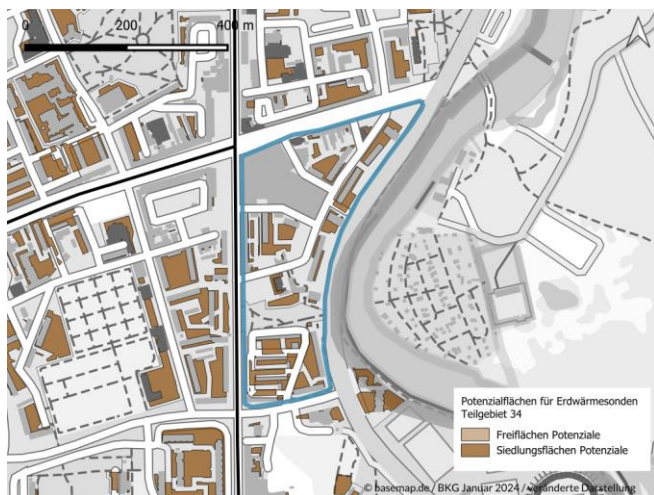 0 200 400 m
Potenzialflächen für Erdwärmesonden
Teilgebiet 34
Freiflächen Potenziale
Siedlungsflächen Potenziale
© basemap.de / BKG Januar 2024 / veränderte Darstellung